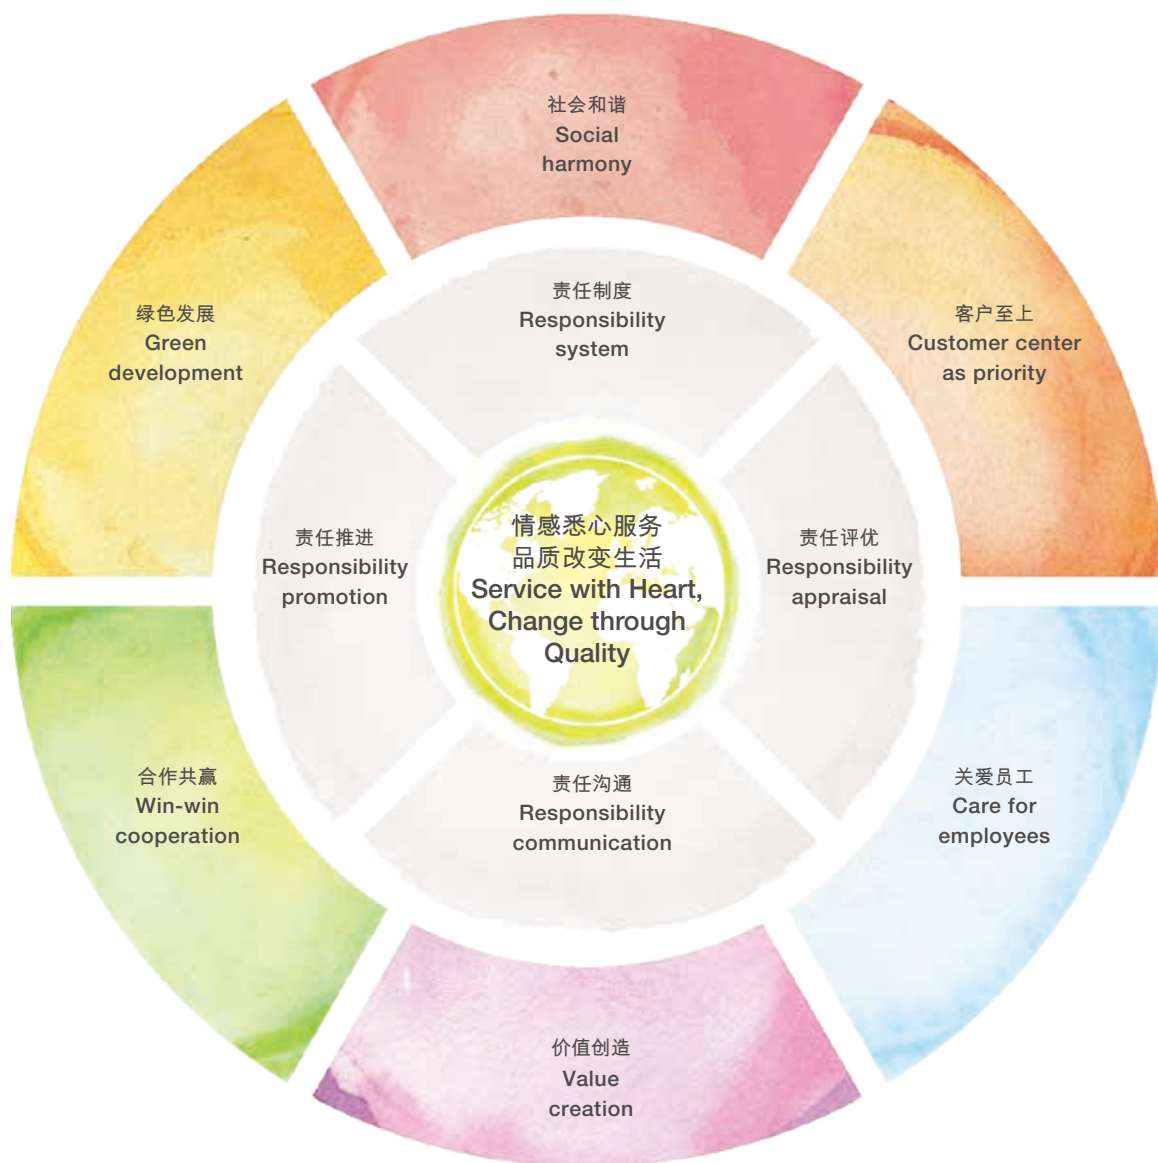 社会和谐
Social
harmony
绿色发展
Green
development
责任制度
Responsibility
system
客户至上
Customer center
as priority
责任推进
Responsibility
promotion
情感悉心服务
品质改变生活
Service with Heart,
Change through
Quality
责任评优
Responsibility
appraisal
合作共赢
Win-win
cooperation
责任沟通
Responsibility
communication
关爱员工
Care for
employees
价值创造
Value
creation